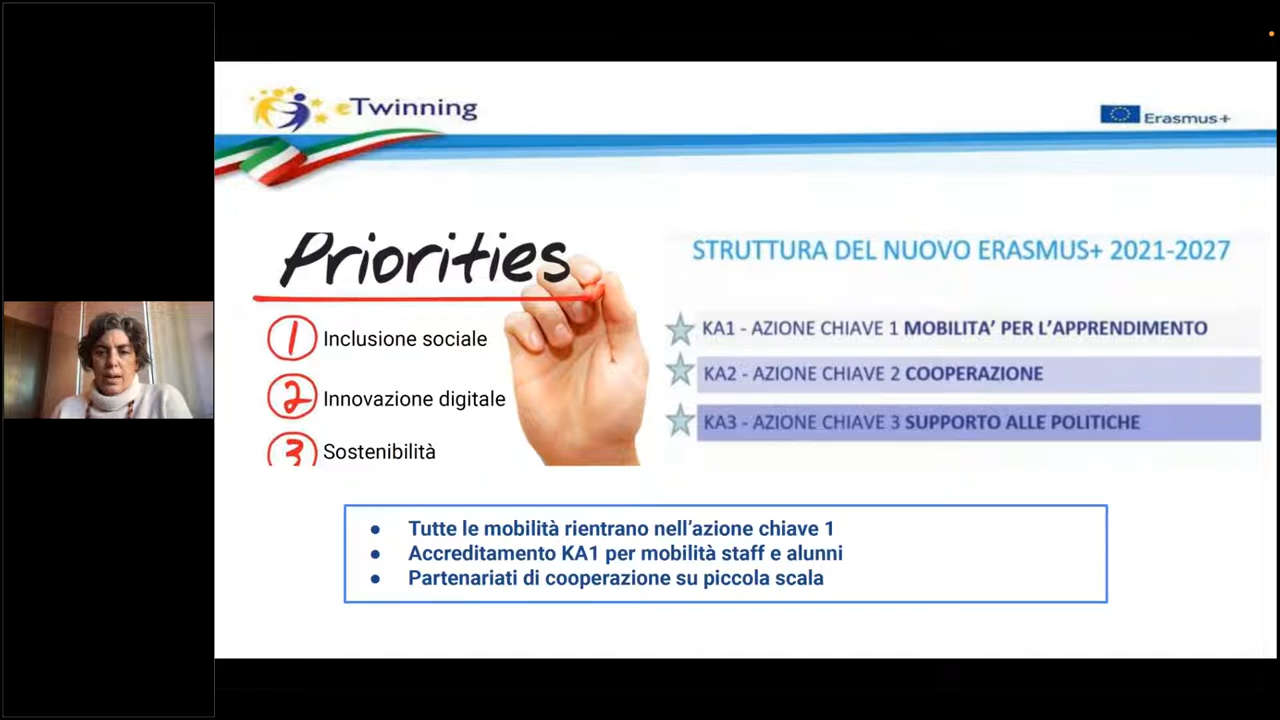 eTwinning
Erasmus+
Priorities
1 Inclusione sociale
2 Innovazione digitale
3 Sostenibilità
STRUTTURA DEL NUOVO ERASMUS+ 2021-2027
KA1 - AZIONE CHIAVE 1 MOBILITA’ PER L’APPRENDIMENTO
KA2 - AZIONE CHIAVE 2 COOPERAZIONE
KA3 - AZIONE CHIAVE 3 SUPPORTO ALLE POLITICHE
● Tutte le mobilità rientrano nell’azione chiave 1
● Accreditamento KA1 per mobilità staff e alunni
● Partenariati di cooperazione su piccola scala